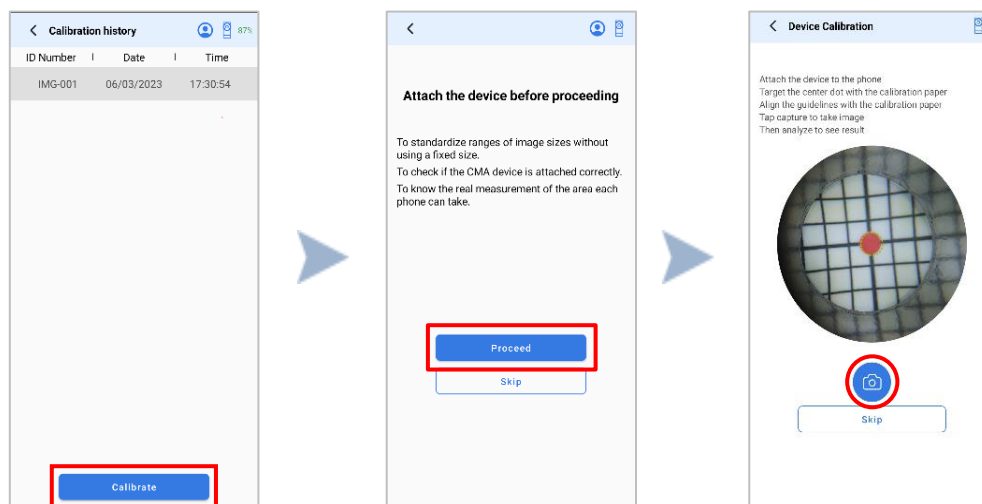 Calibration history
87%
ID Number | Date | Time
IMG-001 06/03/2023 17:30:54
Calibrate
Attach the device before proceeding
To standardize ranges of image sizes without
using a fixed size.
To check if the CMA device is attached correctly.
To know the real measurement of the area each
phone can take.
Proceed
Skip
Device Calibration
Attach the device to the phone
Target the center dot with the calibration paper
Align the guidelines with the calibration paper
Tap capture to take image
Then analyze to see result
Skip